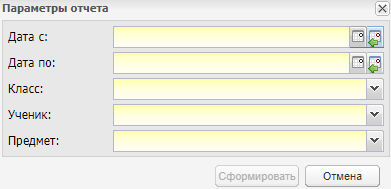 Параметры отчета
Дата с:
Дата по:
Класс:
Ученик:
Предмет:
Сформировать Отмена